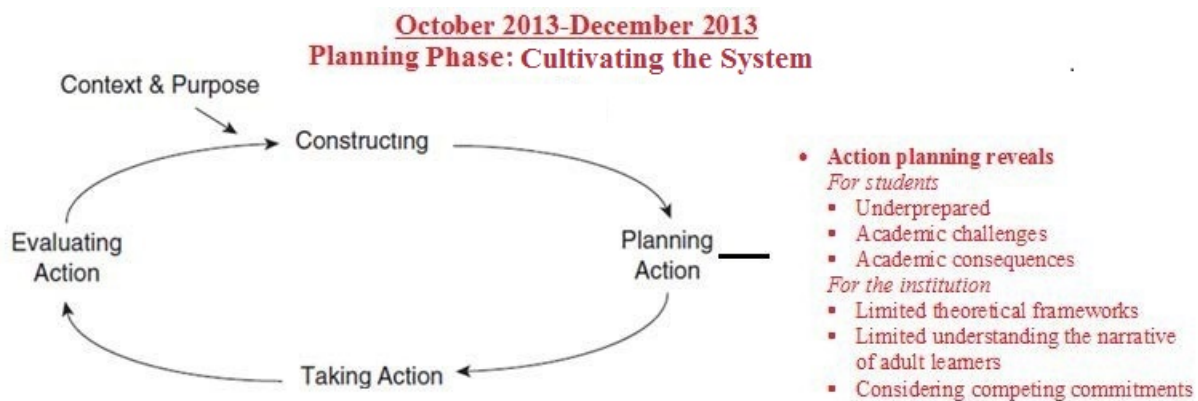 October 2013-December 2013
Planning Phase: Cultivating the System
Context & Purpose
Constructing
Evaluating
Action
Planning
Action
Taking Action
• Action planning reveals
For students
▪ Underprepared
▪ Academic challenges
▪ Academic consequences
For the institution
▪ Limited theoretical frameworks
▪ Limited understanding the narrative
of adult learners
▪ Considering competing commitments